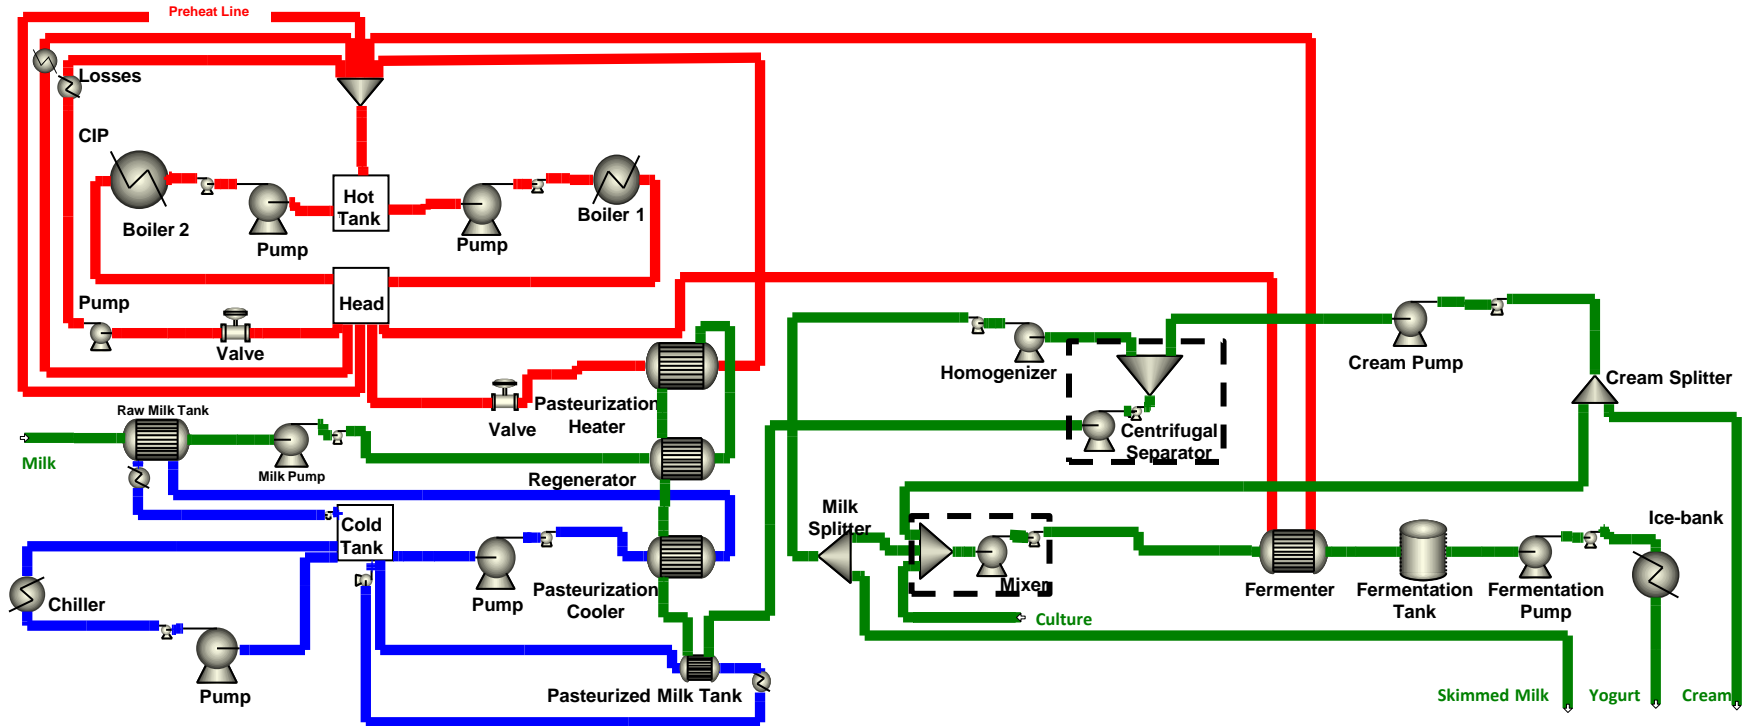 Preheat Line
Losses
CIP
Boiler 2
Pump
Hot
Tank
Pump
Boiler 1
Head
Pump
Valve
Valve
Pasteurization
Heater
Raw Milk Tank
Milk
Milk Pump
Regenerator
Cold
Tank
Chiller
Pump
Pump
Pasteurization
Cooler
Pasteurized Milk Tank
Homogenizer
Centrifugal
Separator
Cream Pump
Cream Splitter
Milk
Splitter
Mixer
Culture
Fermenter
Fermentation
Tank
Fermentation
Pump
Ice-bank
Skimmed Milk
Yogurt
Cream